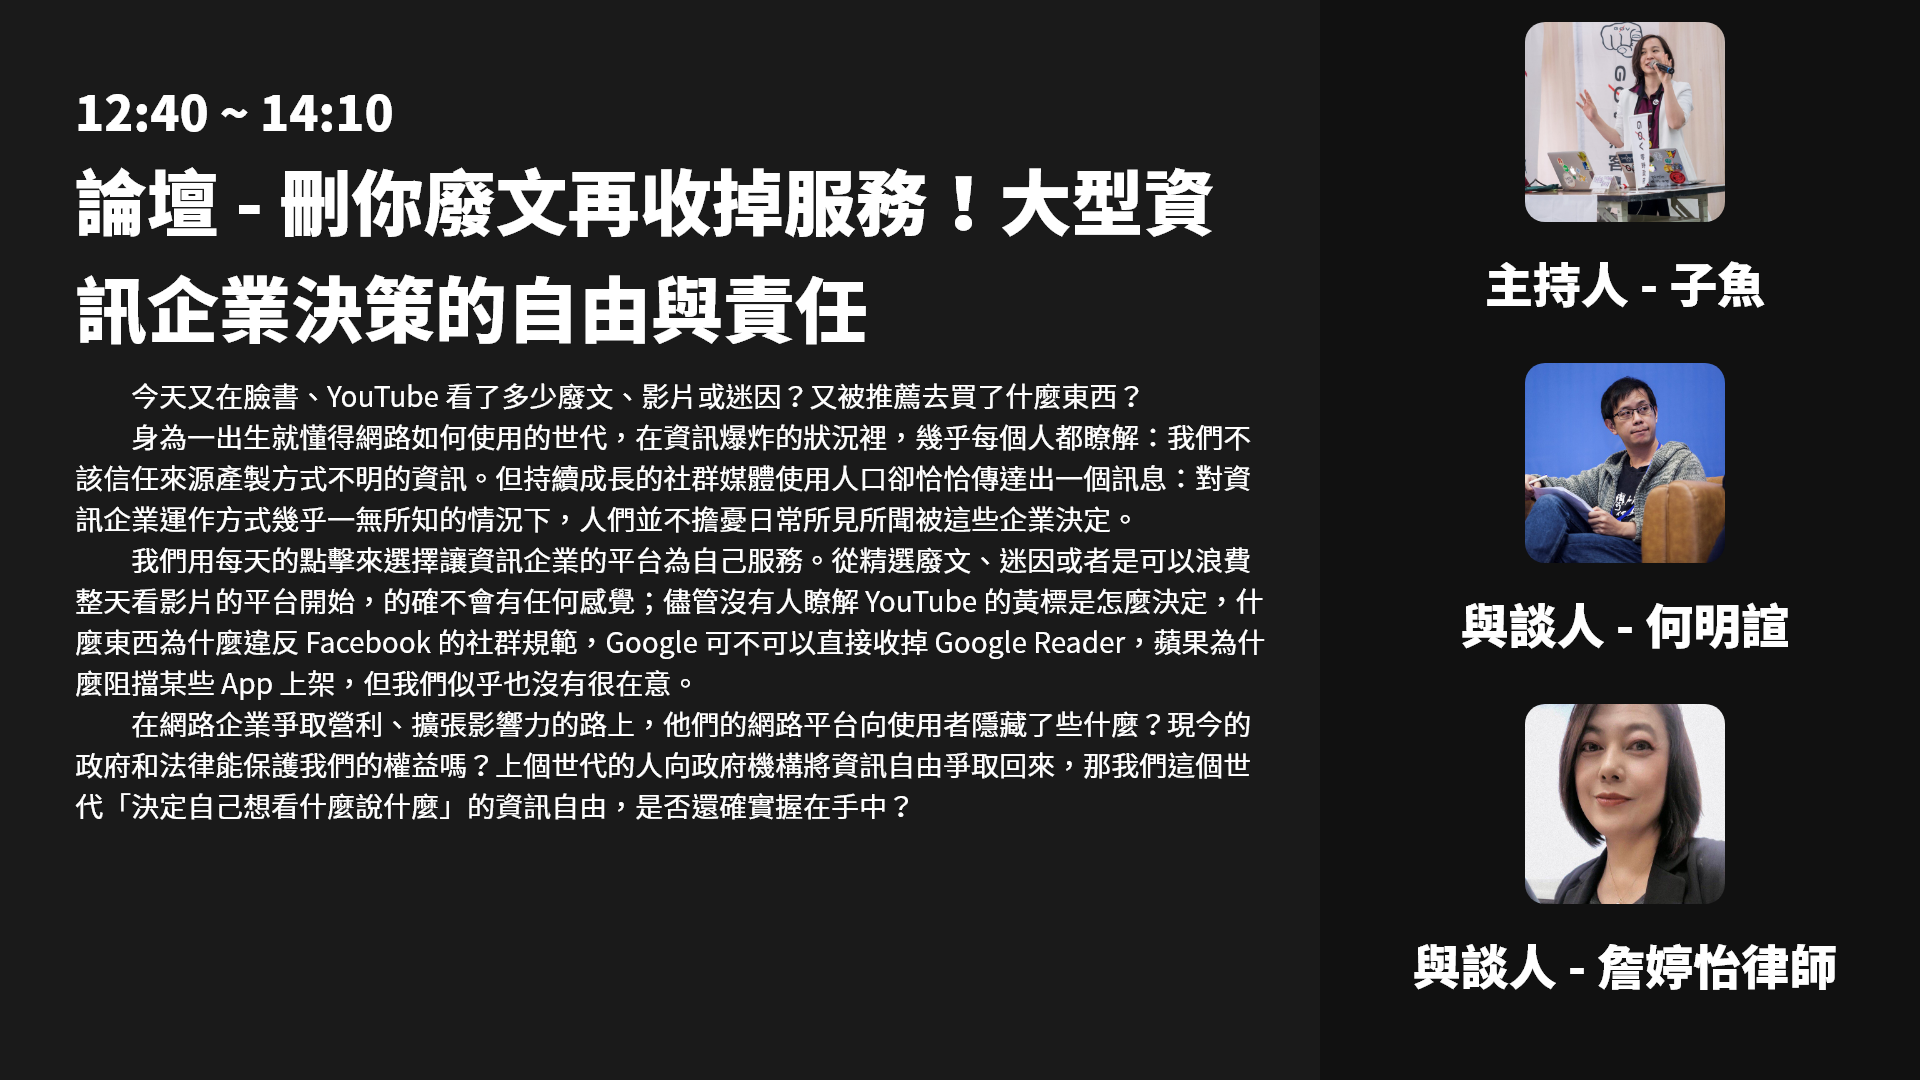 12:40 ~ 14:10
論壇 - 刪你廢文再收掉服務！大型資
訊企業決策的自由與責任
今天又在臉書、YouTube 看了多少廢文、影片或迷因？又被推薦去買了什麼東西？
身為一出生就懂得網路如何使用的世代，在資訊爆炸的狀況裡，幾乎每個人都瞭解：我們不
該信任來源產製方式不明的資訊。但持續成長的社群媒體使用人口卻恰恰傳達出一個訊息：對資
訊企業運作方式幾乎一無所知的情況下，人們並不擔憂日常所見所聞被這些企業決定。
我們用每天的點擊來選擇讓資訊企業的平台為自己服務。從精選廢文、迷因或者是可以浪費
整天看影片的平台開始，的確不會有任何感覺；儘管沒有人瞭解 YouTube 的黃標是怎麼決定，什
麼東西為什麼違反 Facebook 的社群規範，Google 可不可以直接收掉 Google Reader，蘋果為什
麼阻擋某些 App 上架，但我們似乎也沒有很在意。
在網路企業爭取營利、擴張影響力的路上，他們的網路平台向使用者隱藏了些什麼？現今的
政府和法律能保護我們的權益嗎？上個世代的人向政府機構將資訊自由爭取回來，那我們這個世
代「決定自己想看什麼說什麼」的資訊自由，是否還確實握在手中？
主持人 - 子魚
與談人 - 何明諠
與談人 - 詹婷怡律師